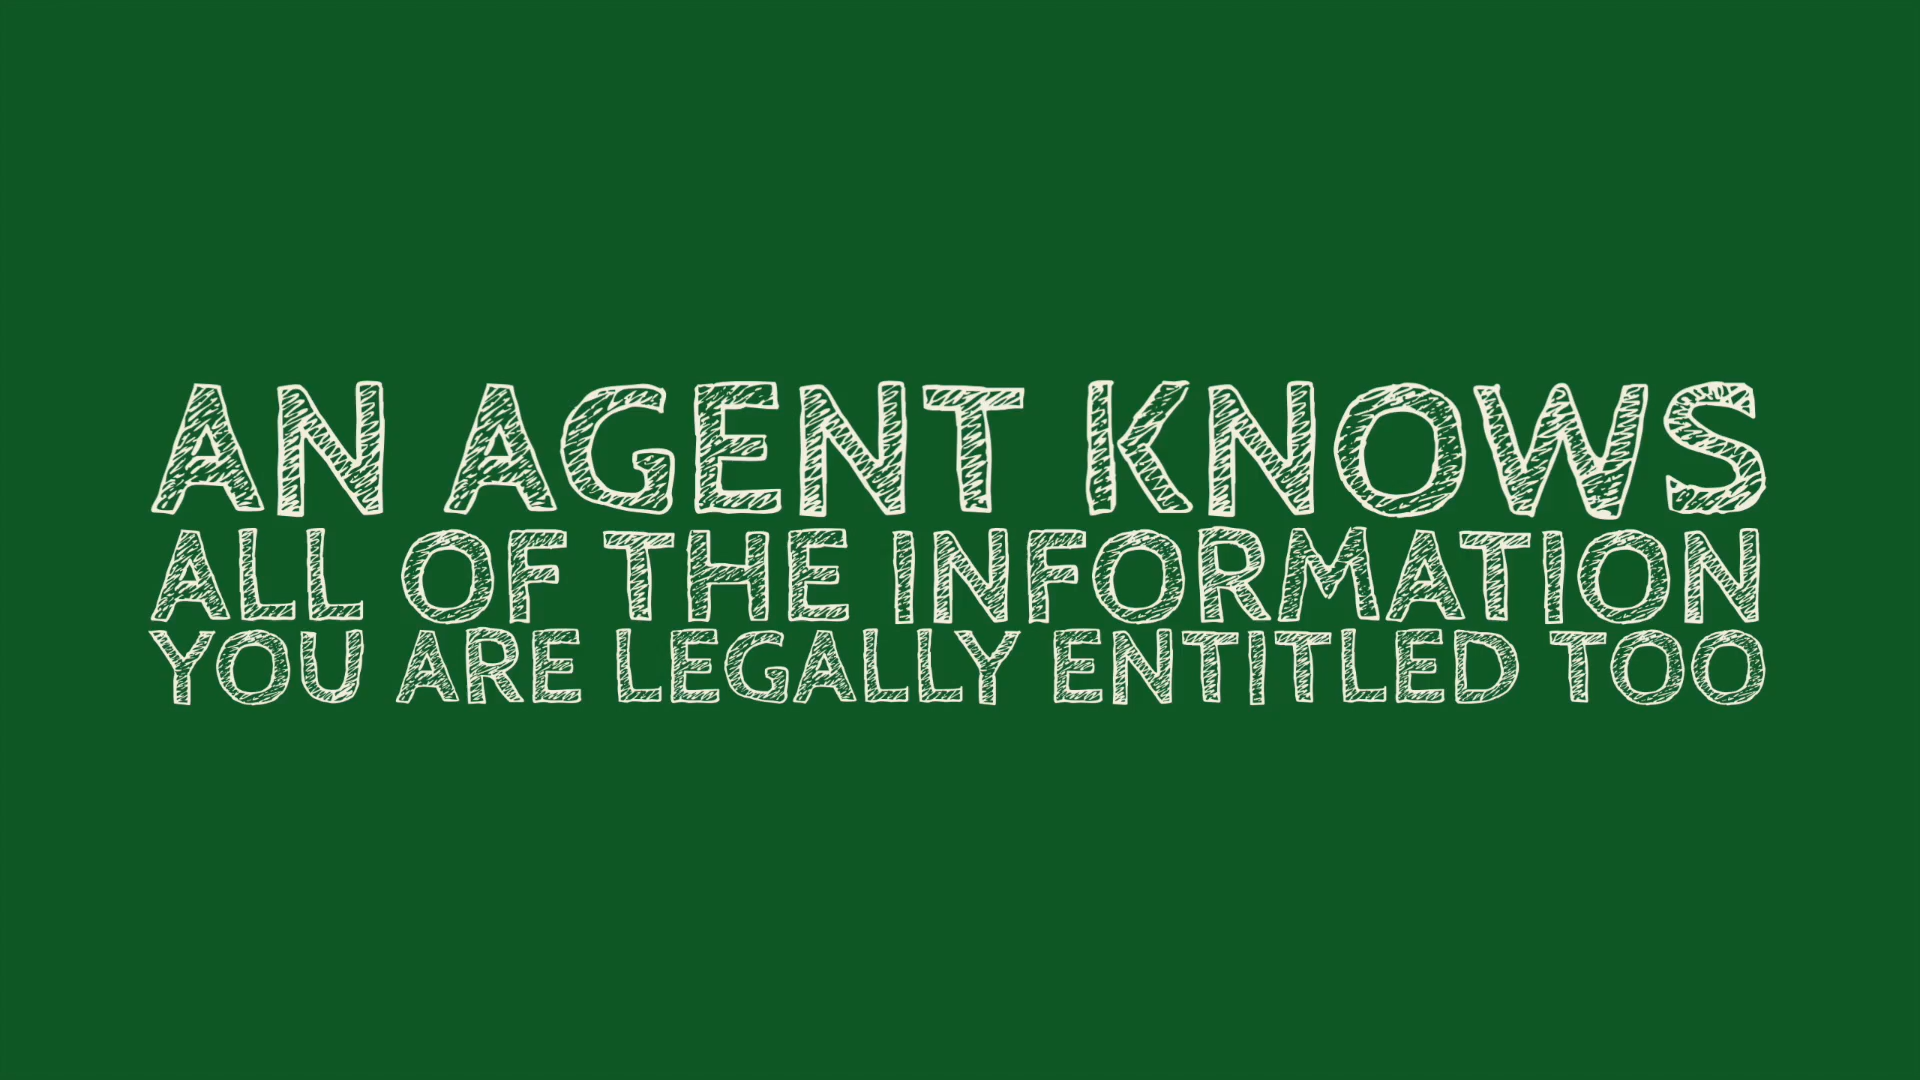 AN AGENT KNOWS
ALL OF THE INFORMATION
YOU ARE LEGALLY ENTITLED TOO